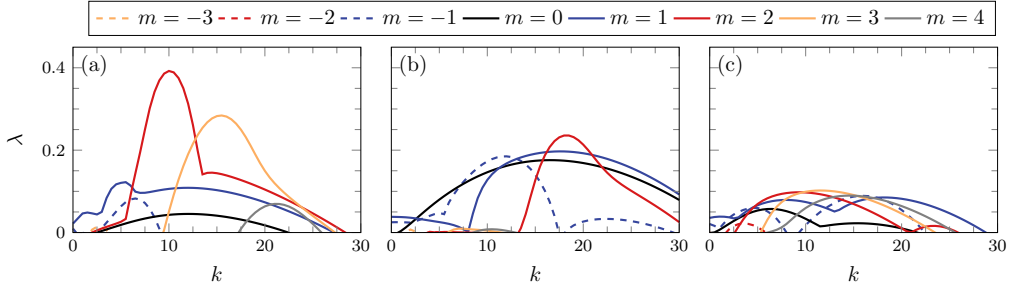 m = −3 m = −2 m = −1 m = 0 m = 1 m = 2 m = 3 m = 4
(a) (b) (c)
0.4
0.2
0
λ
0 10 20 30 0 10 20 30 0 10 20 30
k k k